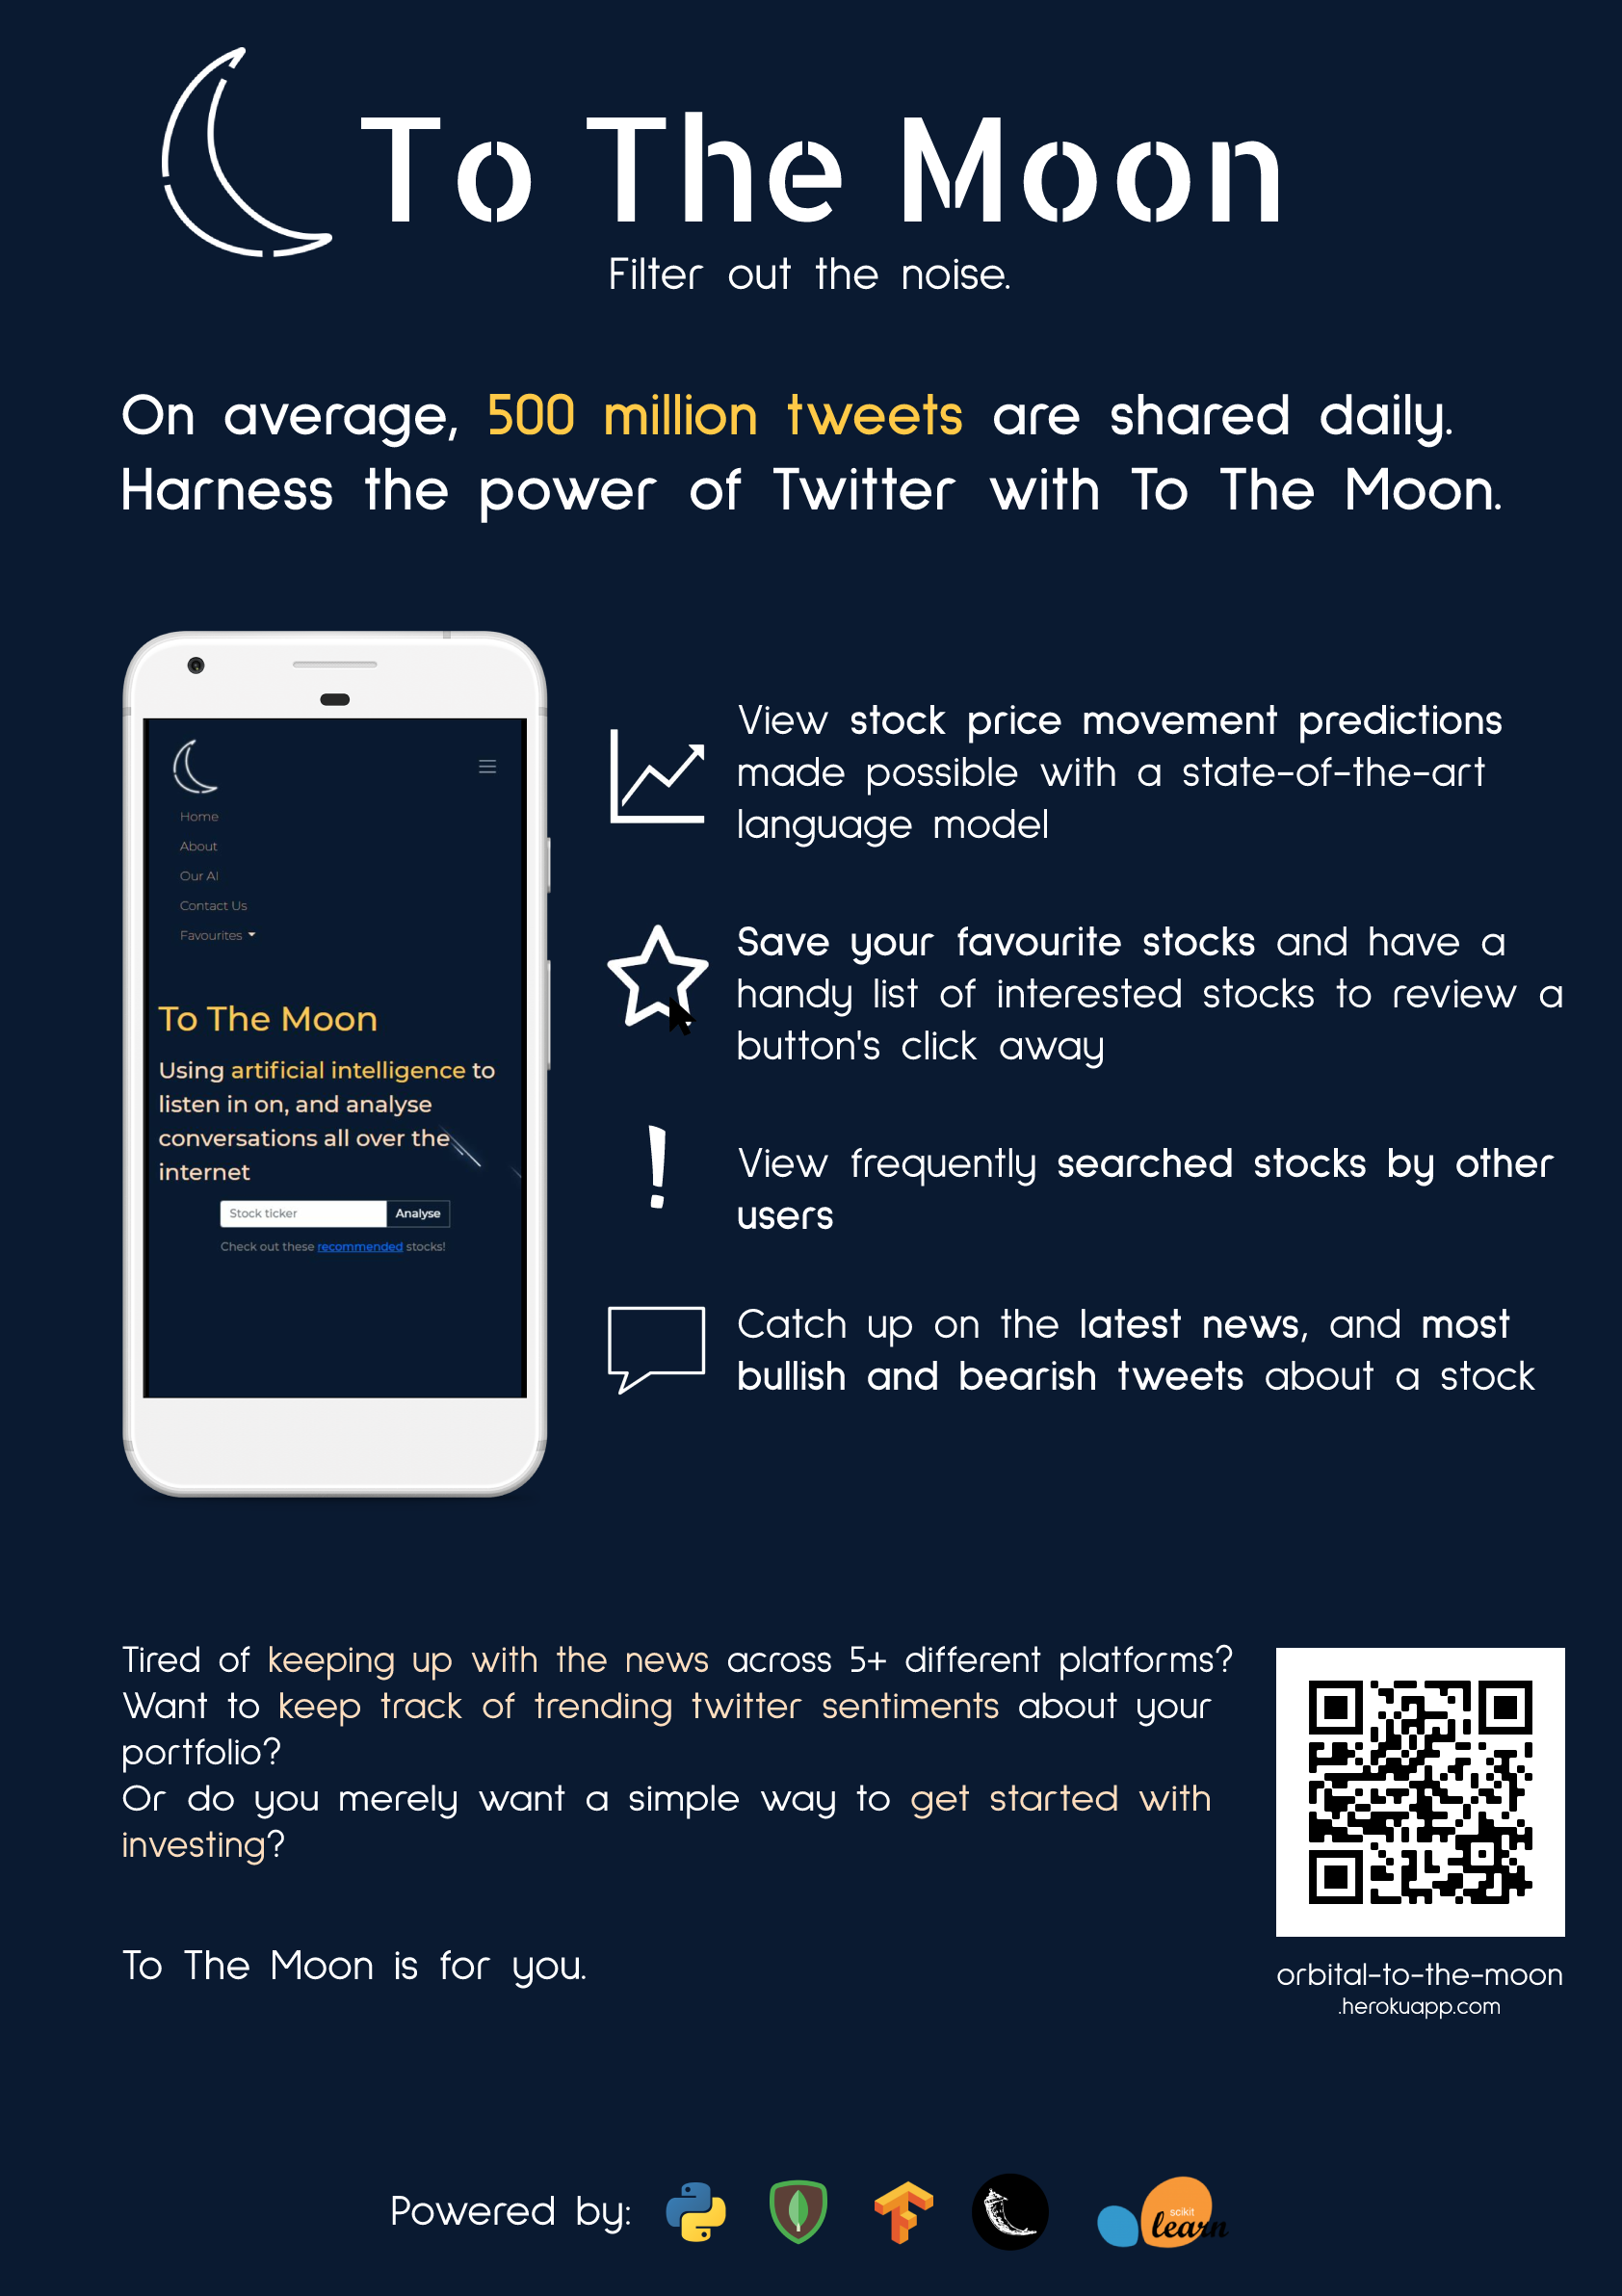 To The Moon
Filter out the noise.
On average, 500 million tweets are shared daily.
Harness the power of Twitter with To The Moon.
Home
About
Our AI
Contact Us
Favourites
To The Moon
Using artificial intelligence to
listen in on, and analyse
conversations all over the
internet
Stock ticker
Analyse
Check out these recommended stocks!
View stock price movement predictions
made possible with a state-of-the-art
language model
Save your favourite stocks and have a
handy list of interested stocks to review a
button's click away
View frequently searched stocks by other
users
Catch up on the latest news, and most
bullish and bearish tweets about a stock
Tired of keeping up with the news across 5+ different platforms?
Want to keep track of trending twitter sentiments about your
portfolio?
Or do you merely want a simple way to get started with
investing?
To The Moon is for you.
orbital-to-the-moon
.herokuapp.com
Powered by:
scikit
learn